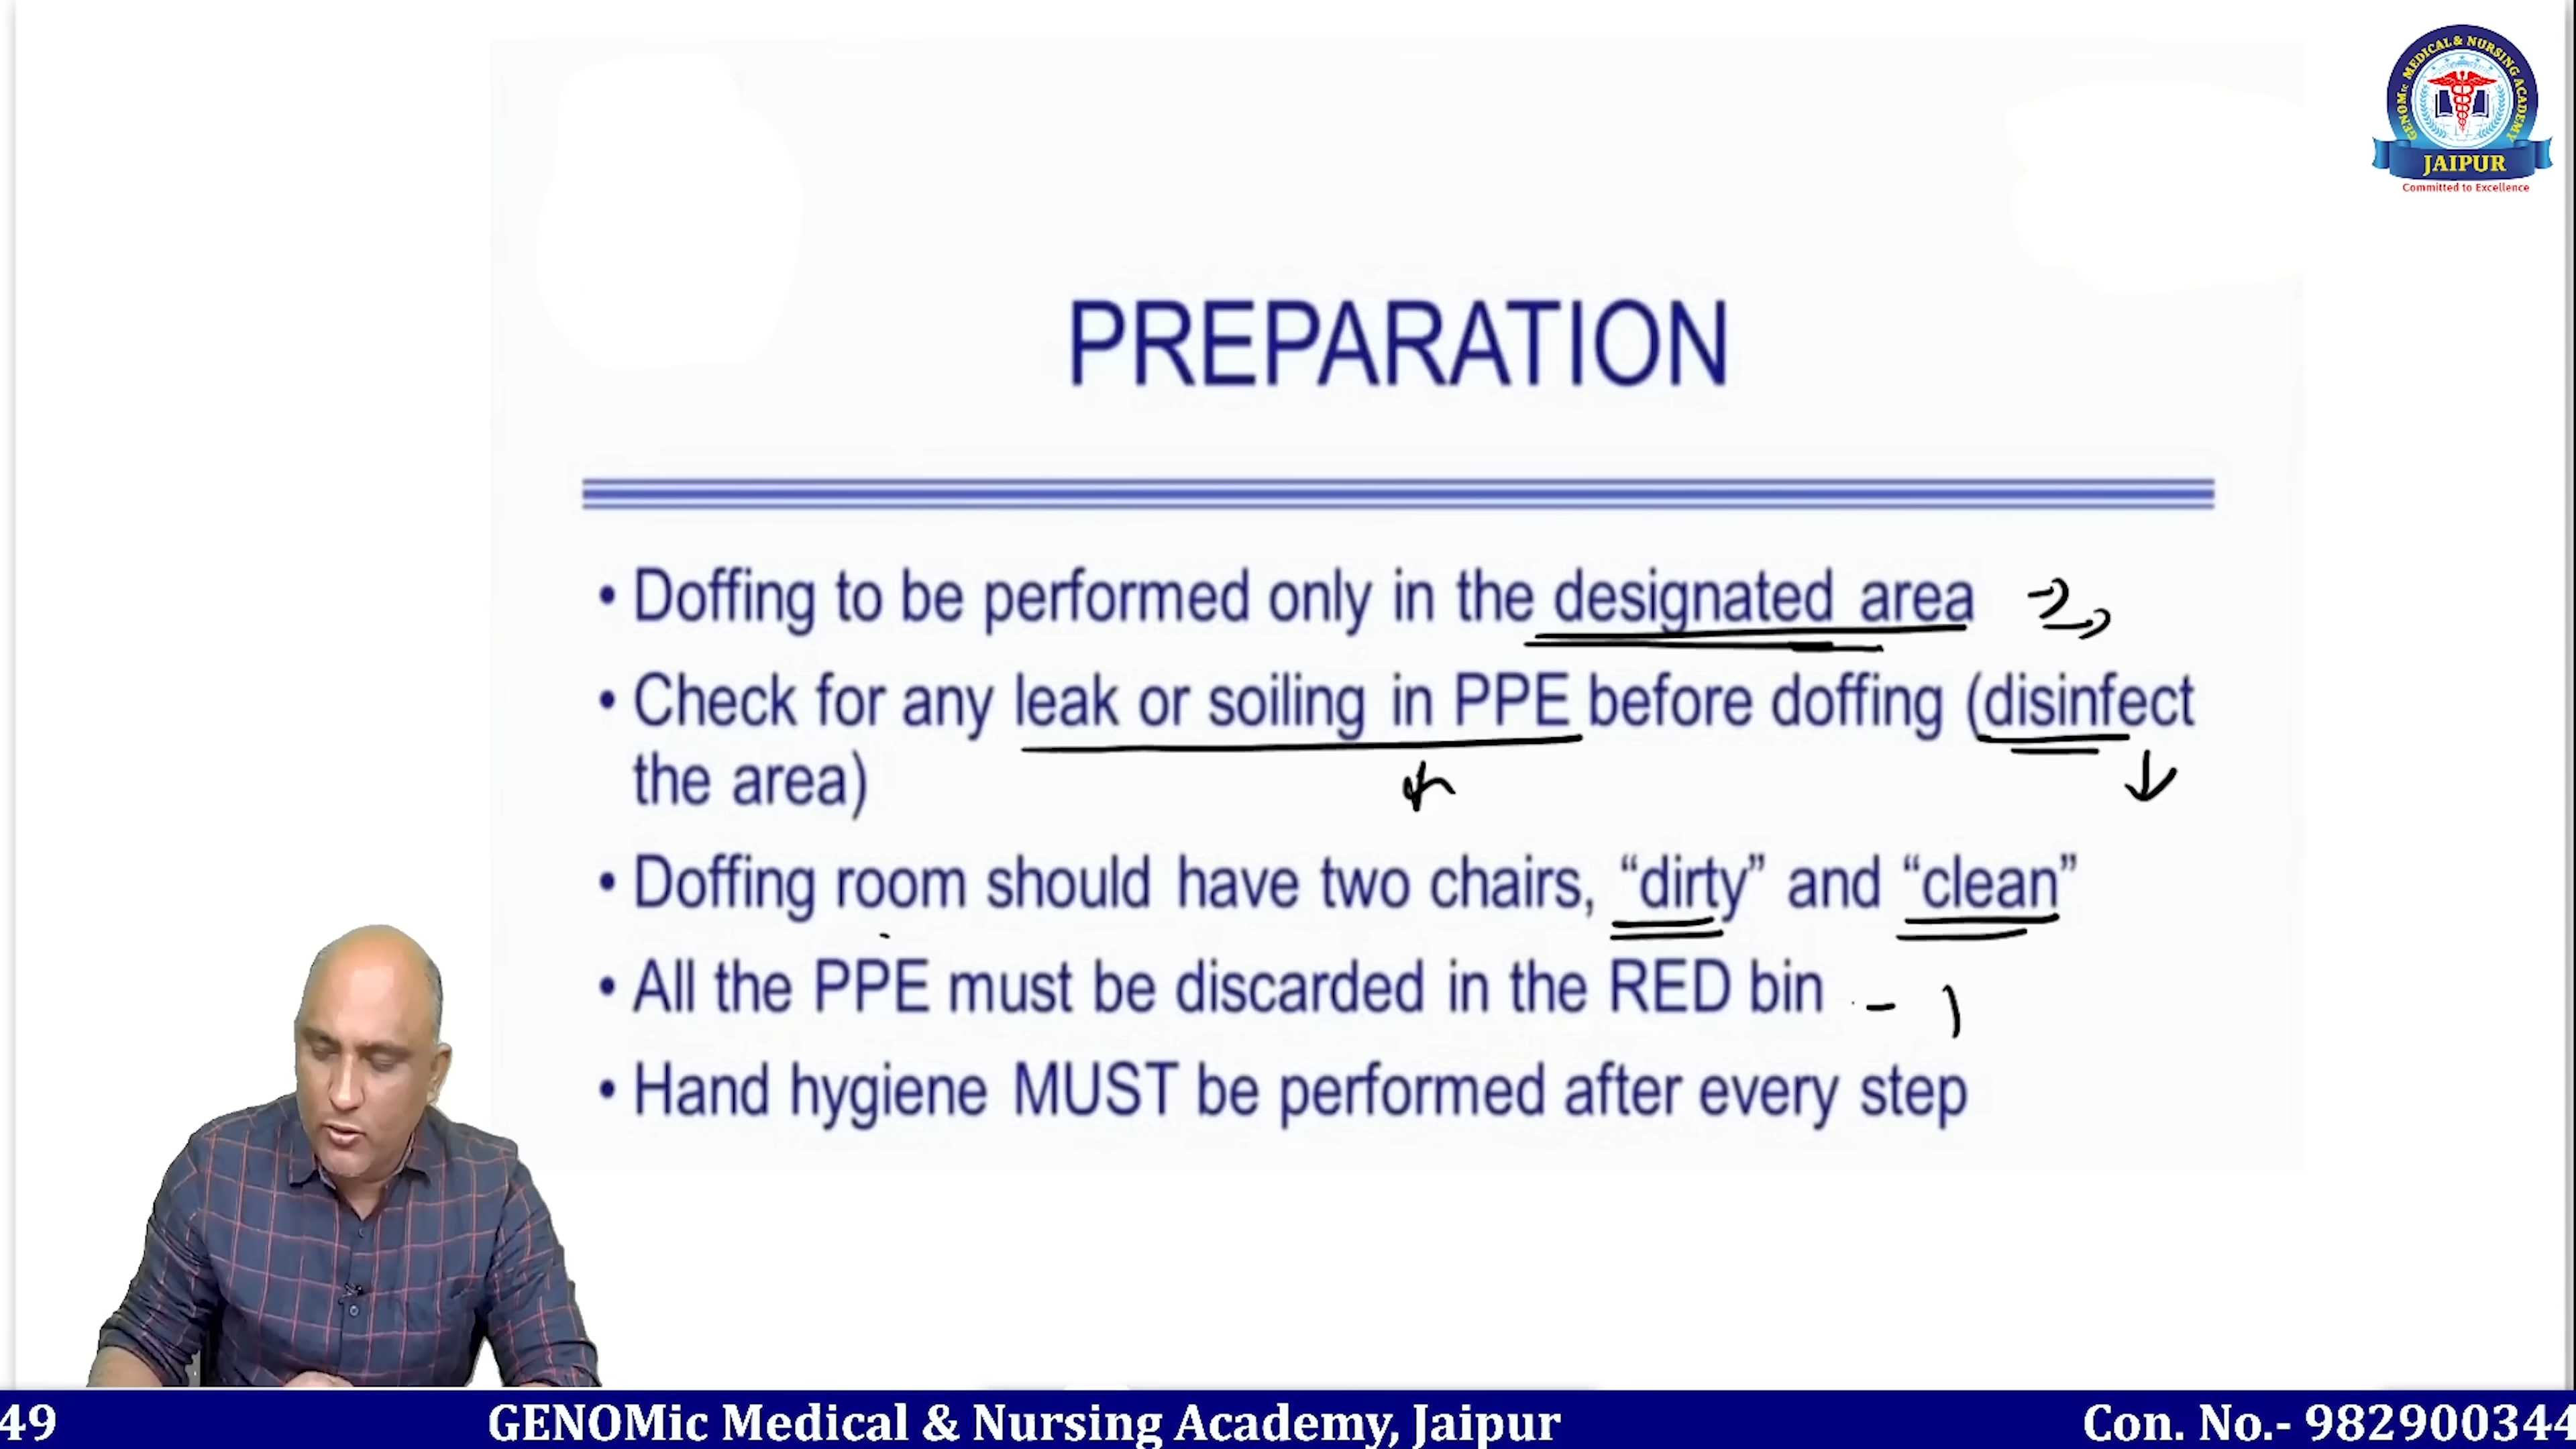 GENOMic MEDICAL & NURSING ACADEMY
JAIPUR
Committed to Excellence
PREPARATION
• Doffing to be performed only in the designated area
• Check for any leak or soiling in PPE before doffing (disinfect
the area)
• Doffing room should have two chairs, “dirty” and “clean”
• All the PPE must be discarded in the RED bin
• Hand hygiene MUST be performed after every step
49
GENOMic Medical & Nursing Academy, Jaipur
Con. No.- 982900344